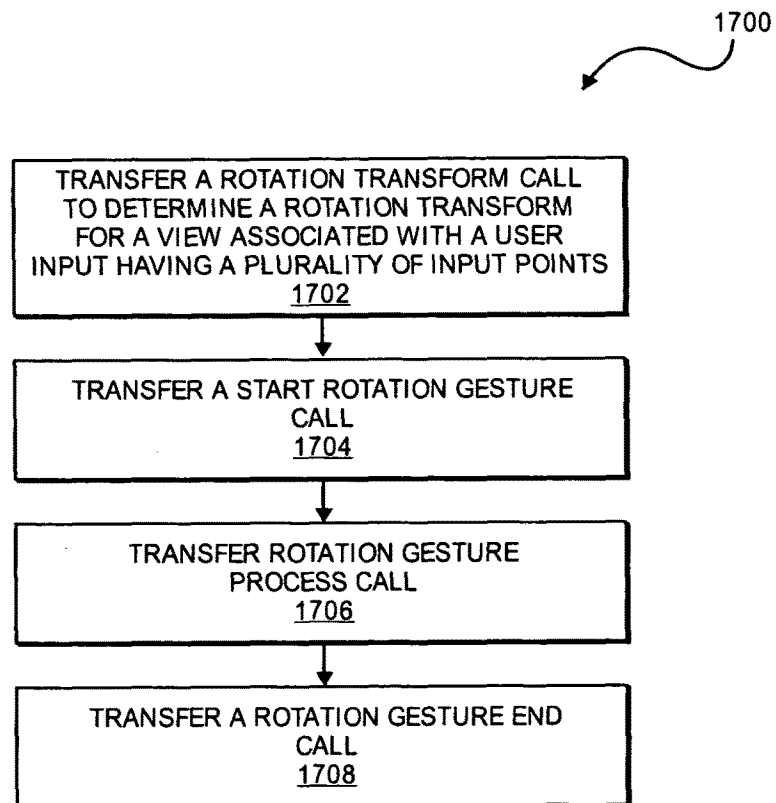 1700
TRANSFER A ROTATION TRANSFORM CALL
TO DETERMINE A ROTATION TRANSFORM
FOR A VIEW ASSOCIATED WITH A USER
INPUT HAVING A PLURALITY OF INPUT POINTS
1702
TRANSFER A START ROTATION GESTURE
CALL
1704
TRANSFER ROTATION GESTURE
PROCESS CALL
1706
TRANSFER A ROTATION GESTURE END
CALL
1708